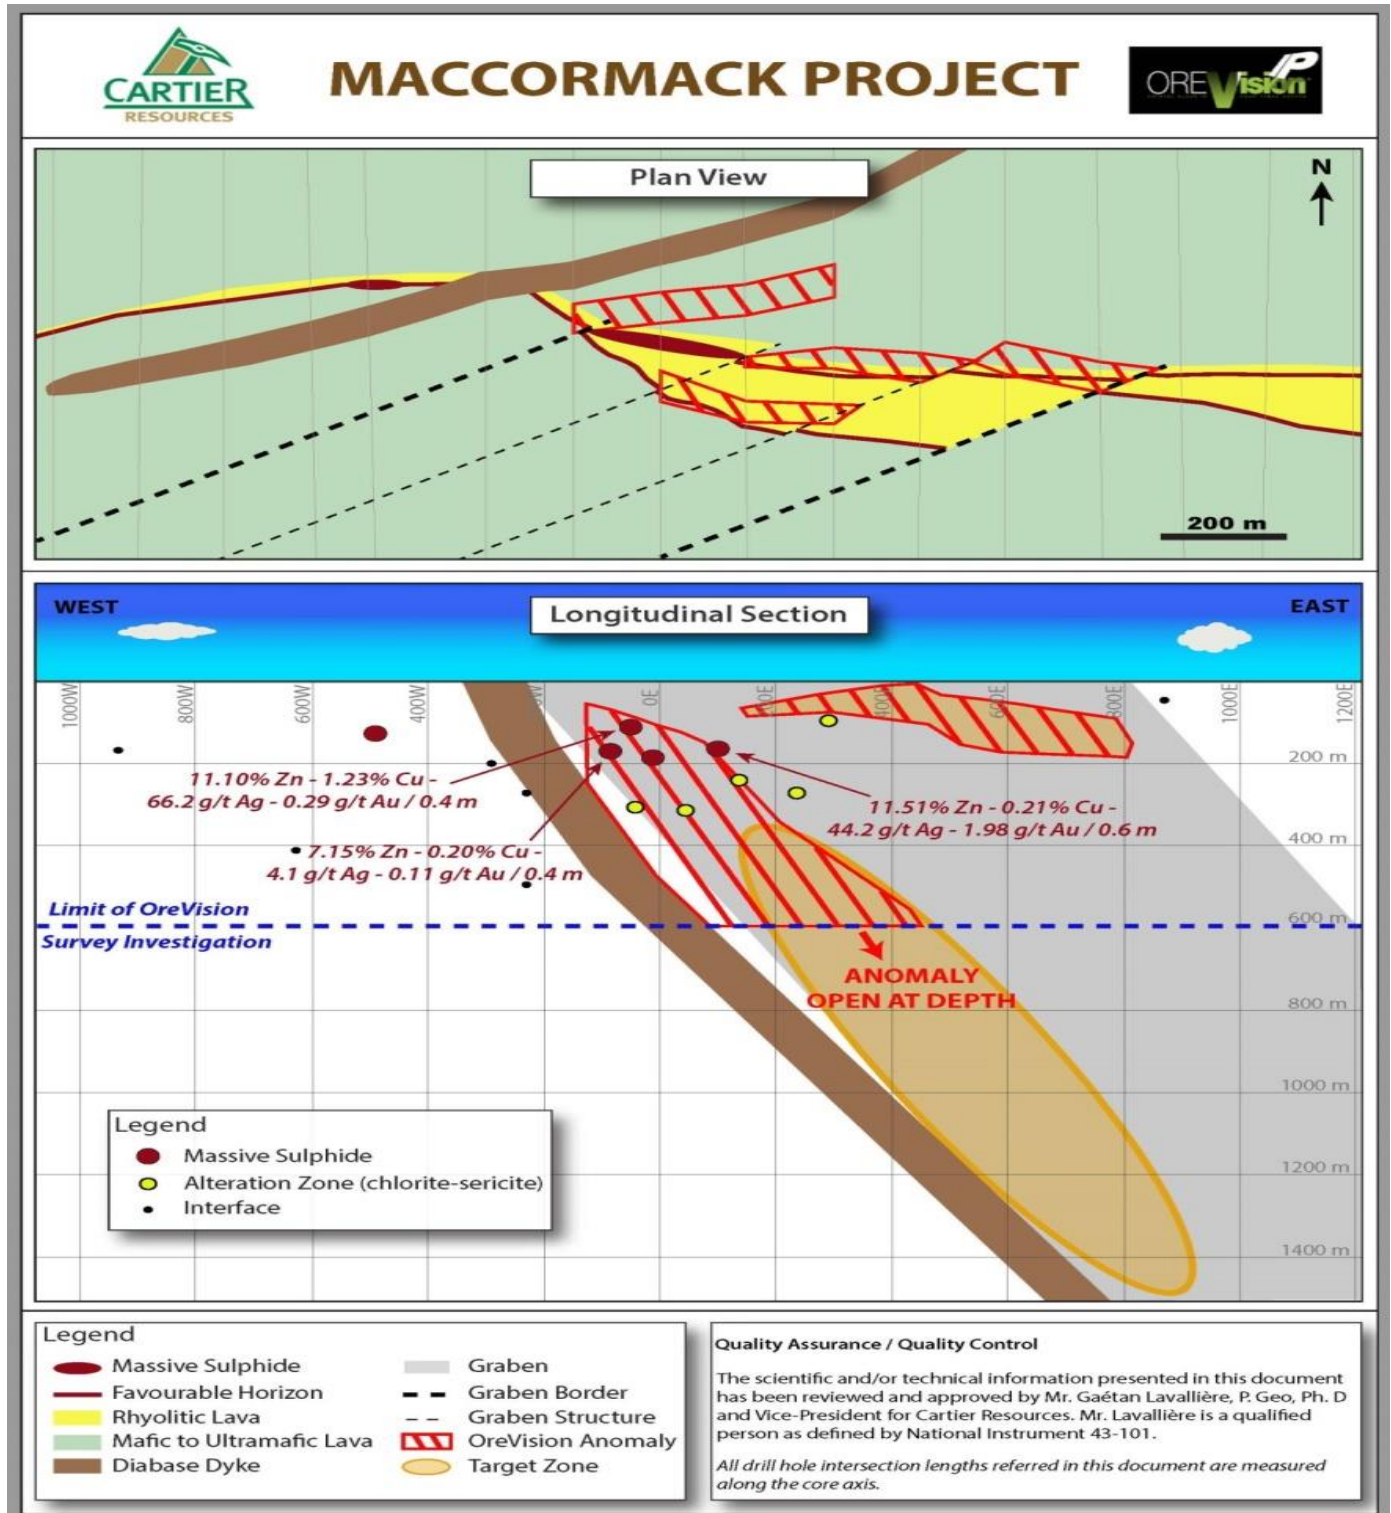 CARTIER
RESOURCES
MACCORMACK PROJECT
OREVision IP
Plan View
N
200 m
WEST
Longitudinal Section
EAST
1000W
800W
600W
400W
0E
600E
1000E
1200E
200 m
11.10% Zn - 1.23% Cu -
66.2 g/t Ag - 0.29 g/t Au / 0.4 m
11.51% Zn - 0.21% Cu -
44.2 g/t Ag - 1.98 g/t Au / 0.6 m
400 m
7.15% Zn - 0.20% Cu -
4.1 g/t Ag - 0.11 g/t Au / 0.4 m
Limit of OreVision
600 m
Survey Investigation
ANOMALY
OPEN AT DEPTH
800 m
1000 m
1200 m
1400 m
Legend
Massive Sulphide
Alteration Zone (chlorite-sericite)
Interface
Legend
Massive Sulphide
Favourable Horizon
Rhyolitic Lava
Mafic to Ultramafic Lava
Diabase Dyke
Graben
Graben Border
Graben Structure
OreVision Anomaly
Target Zone
Quality Assurance / Quality Control
The scientific and/or technical information presented in this document
has been reviewed and approved by Mr. Gaétan Lavallière, P. Geo, Ph. D
and Vice-President for Cartier Resources. Mr. Lavallière is a qualified
person as defined by National Instrument 43-101.
All drill hole intersection lengths referred in this document are measured
along the core axis.